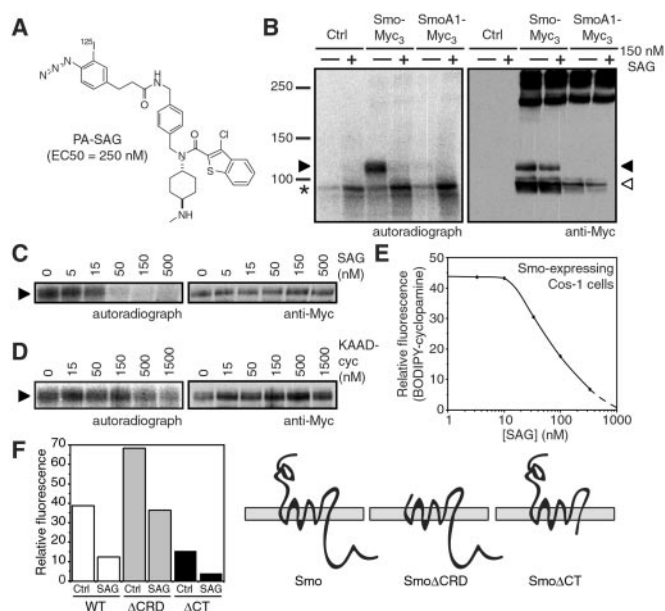 A
125I
N N N
H
N
O
O
Cl
N
S
NH
PA-SAG
(EC50 = 250 nM)
B
Ctrl Smo-Myc3 SmoA1-Myc3 Ctrl Smo-Myc3 SmoA1-Myc3 150 nM
— + — + — + — + — + — + SAG
250
150
100
*
autoradiograph anti-Myc
C
0 5 15 50 150 500 0 5 15 50 150 500 SAG (nM)
autoradiograph anti-Myc
D
0 15 50 150 500 1500 0 15 50 150 500 1500 KAAD-cyc (nM)
autoradiograph anti-Myc
E
Smo-expressing
Cos-1 cells
Relative fluorescence
(BODIPY-cyclopamine)
50
45
40
30
20
10
0
1 10 100 1000
[SAG] (nM)
F
Relative fluorescence
70
60
50
40
30
20
10
0
Ctrl SAG Ctrl SAG Ctrl SAG
WT ΔCRD ΔCT
Smo SmoΔCRD SmoΔCT